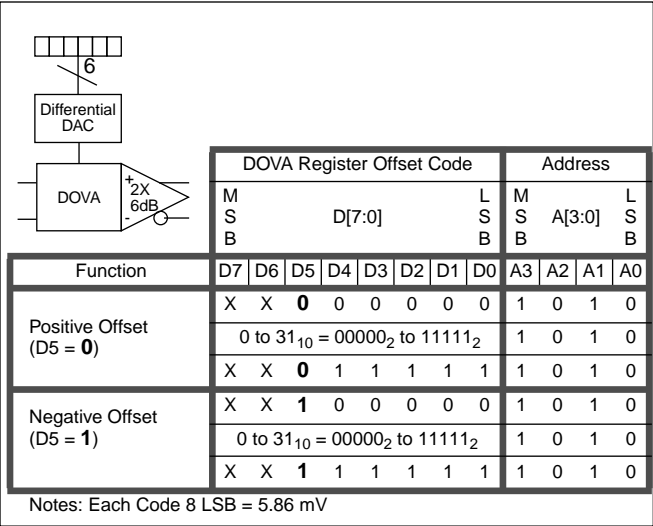 6
Differential
DAC
DOVA
+
2X
6dB
-
DOVA Register Offset Code Address
M L M L
S D[7:0] S S A[3:0] S
B B B B
Function D7 D6 D5 D4 D3 D2 D1 D0 A3 A2 A1 A0
X X 0 0 0 0 0 0 1 0 1 0
Positive Offset
(D5 = 0)
0 to 31₁₀ = 00000₂ to 11111₂ 1 0 1 0
X X 0 1 1 1 1 1 1 0 1 0
X X 1 0 0 0 0 0 1 0 1 0
Negative Offset
(D5 = 1)
0 to 31₁₀ = 00000₂ to 11111₂ 1 0 1 0
X X 1 1 1 1 1 1 1 0 1 0
Notes: Each Code 8 LSB = 5.86 mV